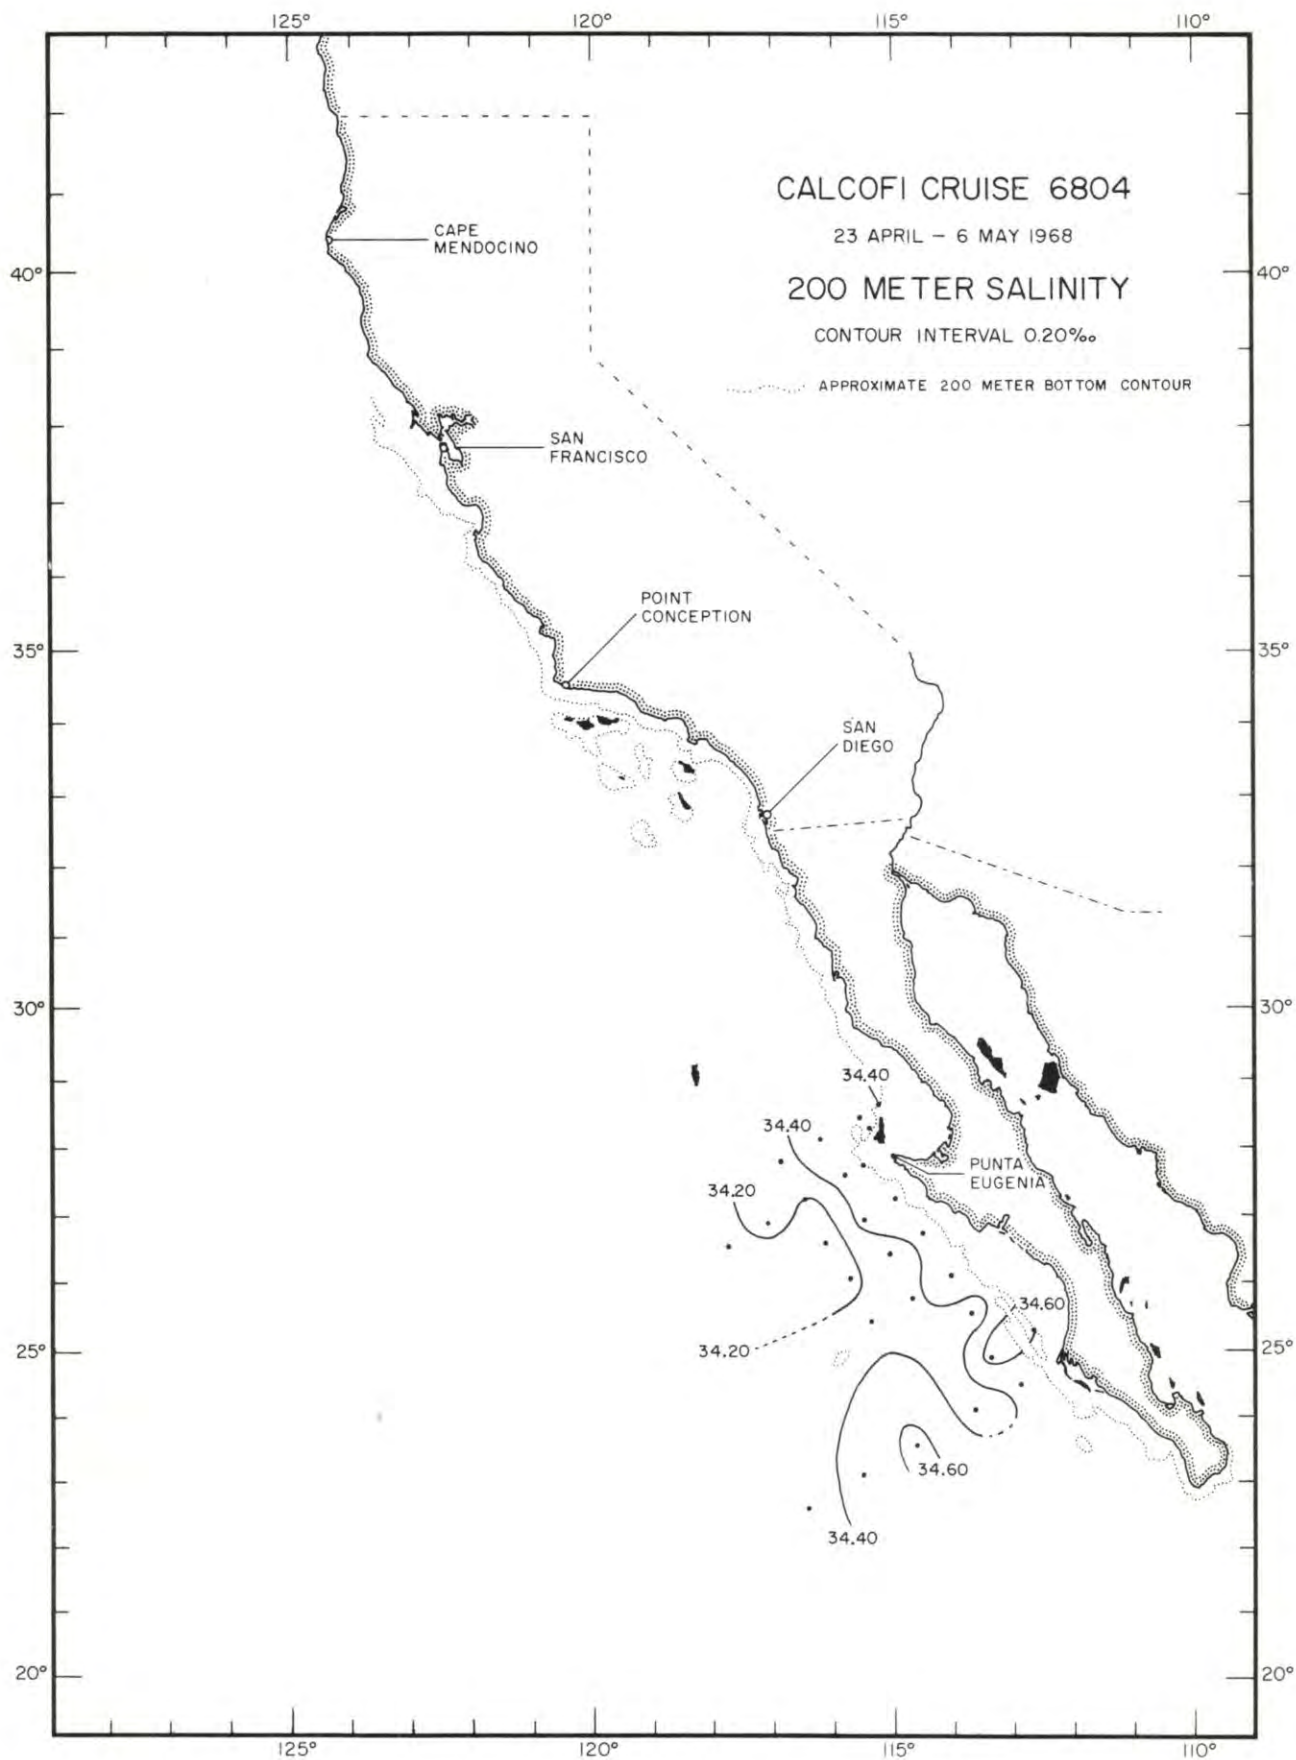 125°
120°
115°
110°
CALCOFI CRUISE 6804
23 APRIL – 6 MAY 1968
200 METER SALINITY
CONTOUR INTERVAL 0.20‰
APPROXIMATE 200 METER BOTTOM CONTOUR
CAPE
MENDOCINO
40°
40°
SAN
FRANCISCO
POINT
CONCEPTION
35°
35°
SAN
DIEGO
30°
30°
34.40
34.40
PUNTA
EUGENIA
34.20
34.60
34.20
25°
25°
34.60
34.40
20°
20°
125°
120°
115°
110°